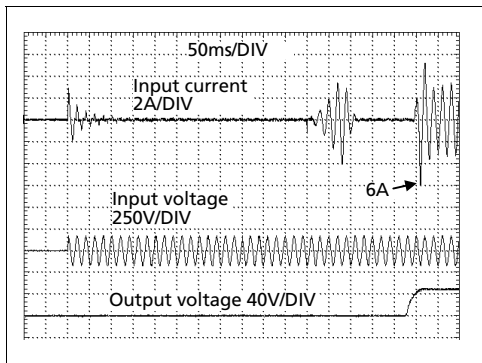 50ms/DIV
Input current
2A/DIV
6A
Input voltage
250V/DIV
Output voltage 40V/DIV